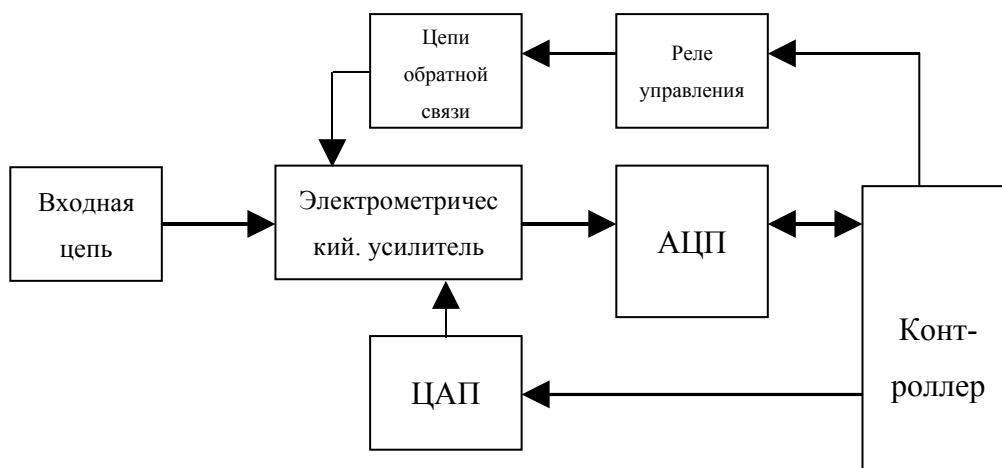 Цепи
обратной
связи
Реле
управления
Входная
цепь
Электрометричес
кий. усилитель
АЦП
ЦАП
Конт-
роллер